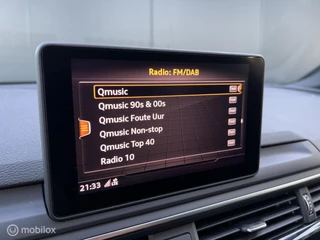 Radio: FM/DAB
Qmusic
Qmusic 90s & 00s
Qmusic Foute Uur
Qmusic Non-stop
Qmusic Top 40
Radio 10
21:33
mobilox